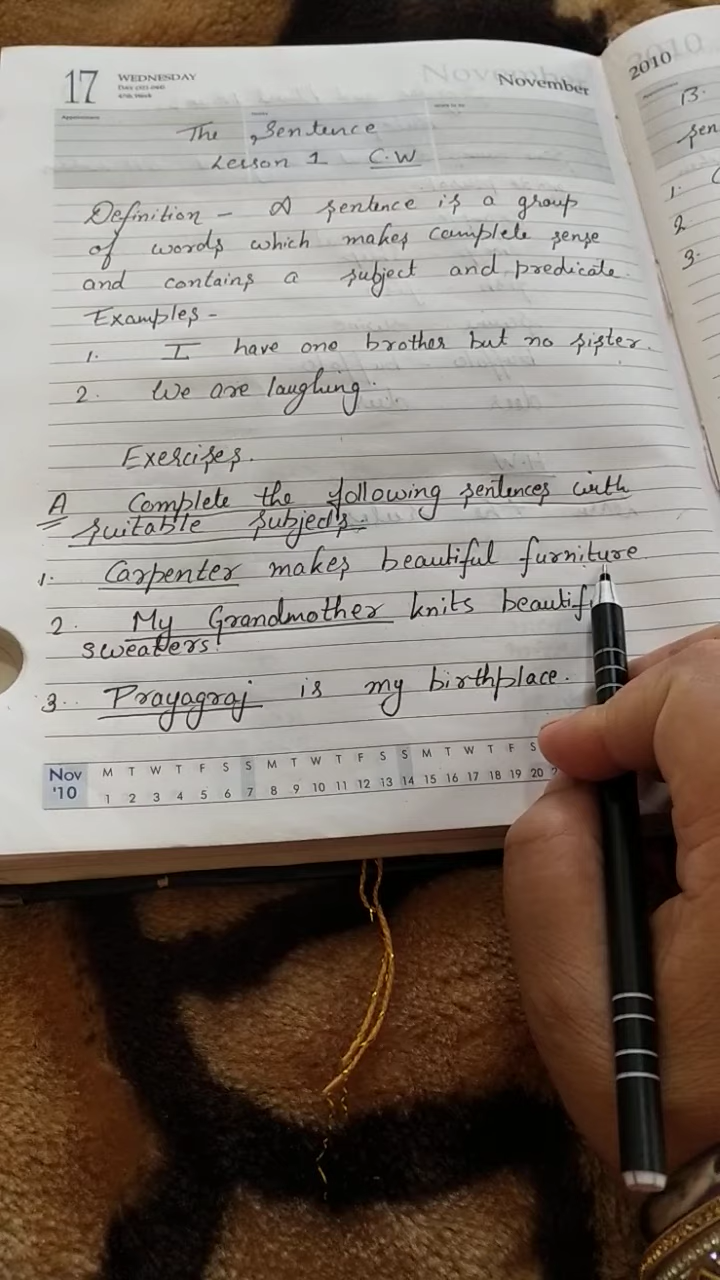 17 WEDNESDAY November
The Sentence
Lesson 1 C.W
Definition - A sentence is a group
of words which makes complete sense
and contains a subject and predicate.
Examples -
1. I have one brother but no sister.
2. We are laughing.
Exercises.
A Complete the following sentences with
suitable subjects.
1. Carpenter makes beautiful furniture
2. My Grandmother knits beautif
sweaters.
3. Prayagraj is my birthplace.
Nov M T W T F S S M T W T F S S M T W T F S
'10 1 2 3 4 5 6 7 8 9 10 11 12 13 14 15 16 17 18 19 20
2010
B.
sen
1.
2.
3.